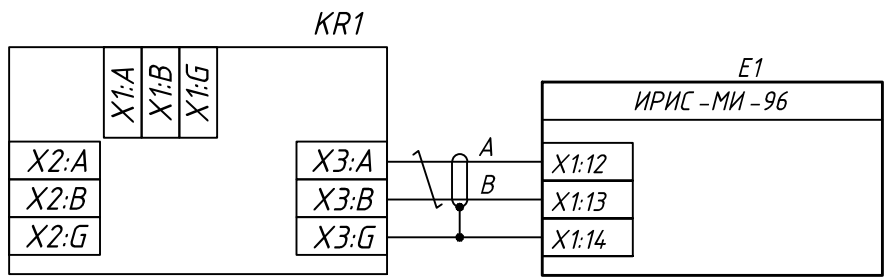 KR1
E1
X1:A
X1:B
X1:G
ИРИС -МИ -96
X2:A
X2:B
X2:G
X3:A
X3:B
X3:G
A
B
X1:12
X1:13
X1:14